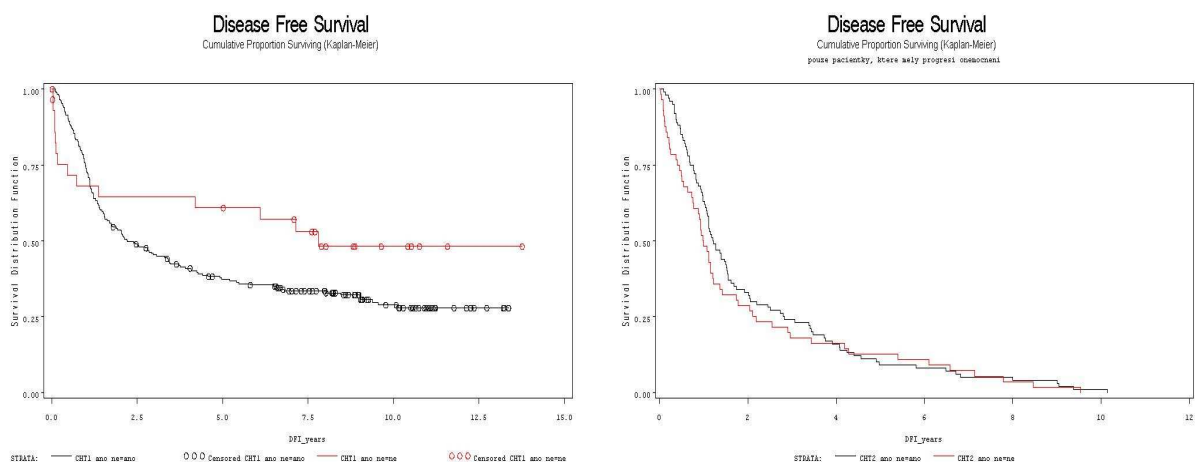 Disease Free Survival
Cumulative Proportion Surviving (Kaplan-Meier)
1.00
0.75
0.50
0.25
0.00
Survival Distribution Function
0.0 2.5 5.0 7.5 10.0 12.5 15.0
DFI_years
STRATA: CHT1 ano ne=ano Censored CHT1 ano ne=ano CHT1 ano ne=ne Censored CHT1 ano ne=ne
Disease Free Survival
Cumulative Proportion Surviving (Kaplan-Meier)
pouze pacientky, ktere mely progresi onemocneni
1.00
0.75
0.50
0.25
0.00
Survival Distribution Function
0 2 4 6 8 10 12
DFI_years
STRATA: CHT2 ano ne=ano CHT2 ano ne=ne